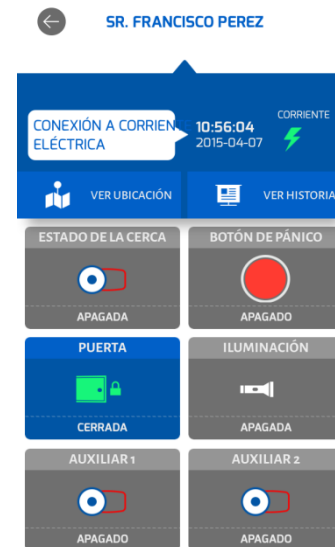 SR. FRANCISCO PEREZ
CONEXIÓN A CORRIEN
ELÉCTRICA
10:56:04
2015-04-07
CORRIENTE
VER UBICACIÓN
VER HISTORIA
ESTADO DE LA CERCA
BOTÓN DE PÁNICO
APAGADA
APAGADO
PUERTA
ILUMINACIÓN
CERRADA
APAGADA
AUXILIAR 1
AUXILIAR 2
APAGADO
APAGADO